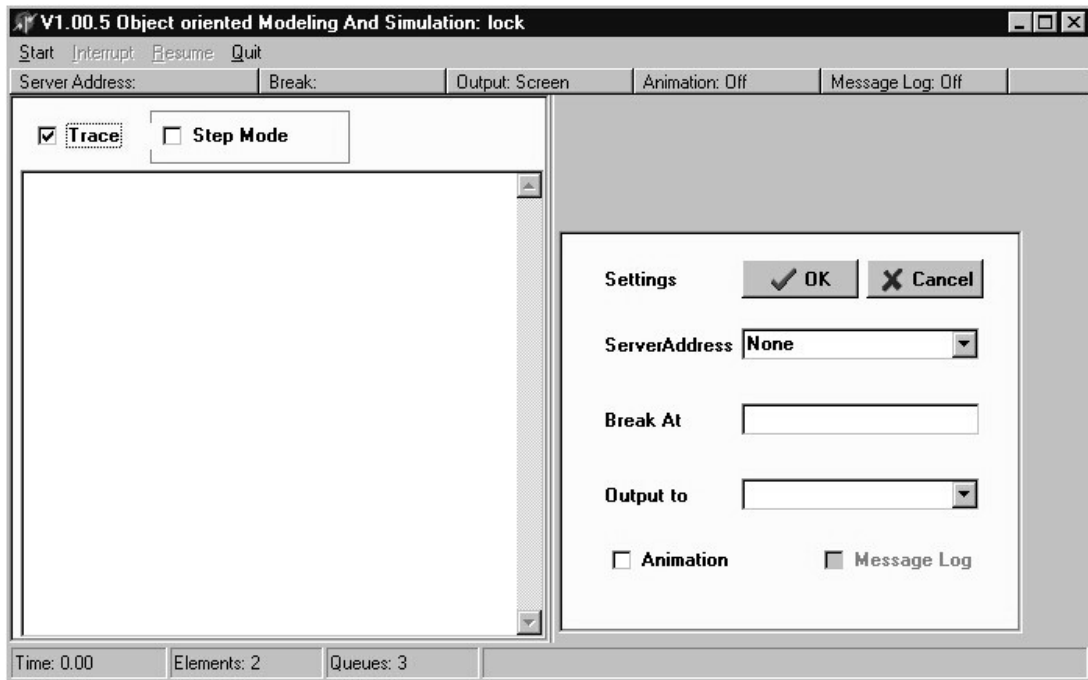 V1.00.5 Object oriented Modeling And Simulation: lock
Start Interrupt Resume Quit
Server Address: Break: Output: Screen Animation: Off Message Log: Off
Trace Step Mode
Settings OK Cancel
ServerAddress None
Break At
Output to
Animation Message Log
Time: 0.00 Elements: 2 Queues: 3